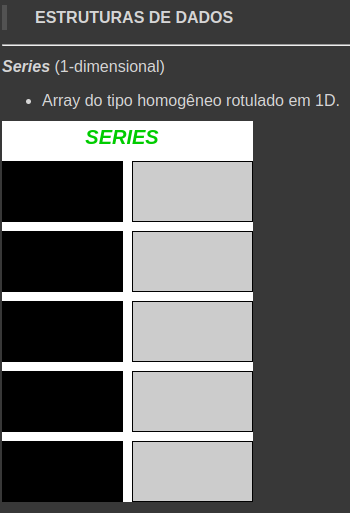 ESTRUTURAS DE DADOS
Series (1-dimensional)
• Array do tipo homogêneo rotulado em 1D.
SERIES